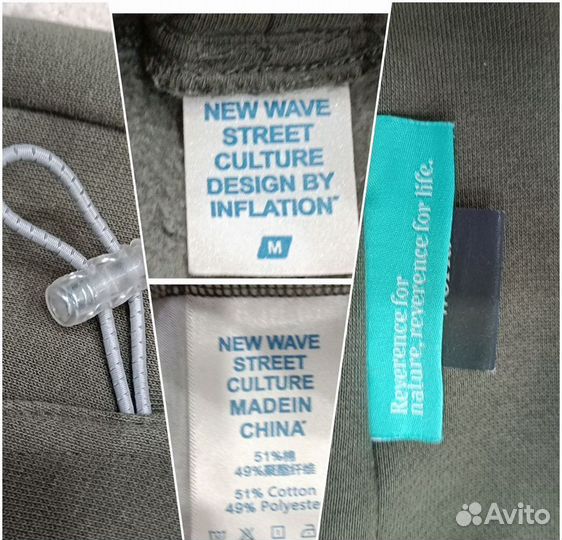 NEW WAVE
STREET
CULTURE
DESIGN BY
INFLATION"
M
NEW WAVE
STREET
CULTURE
MADEIN
CHINA"
51%棉
49%聚酯纤维
51% Cotton
49% Polyeste
Reverence for
nature, reverence for life.
Avito